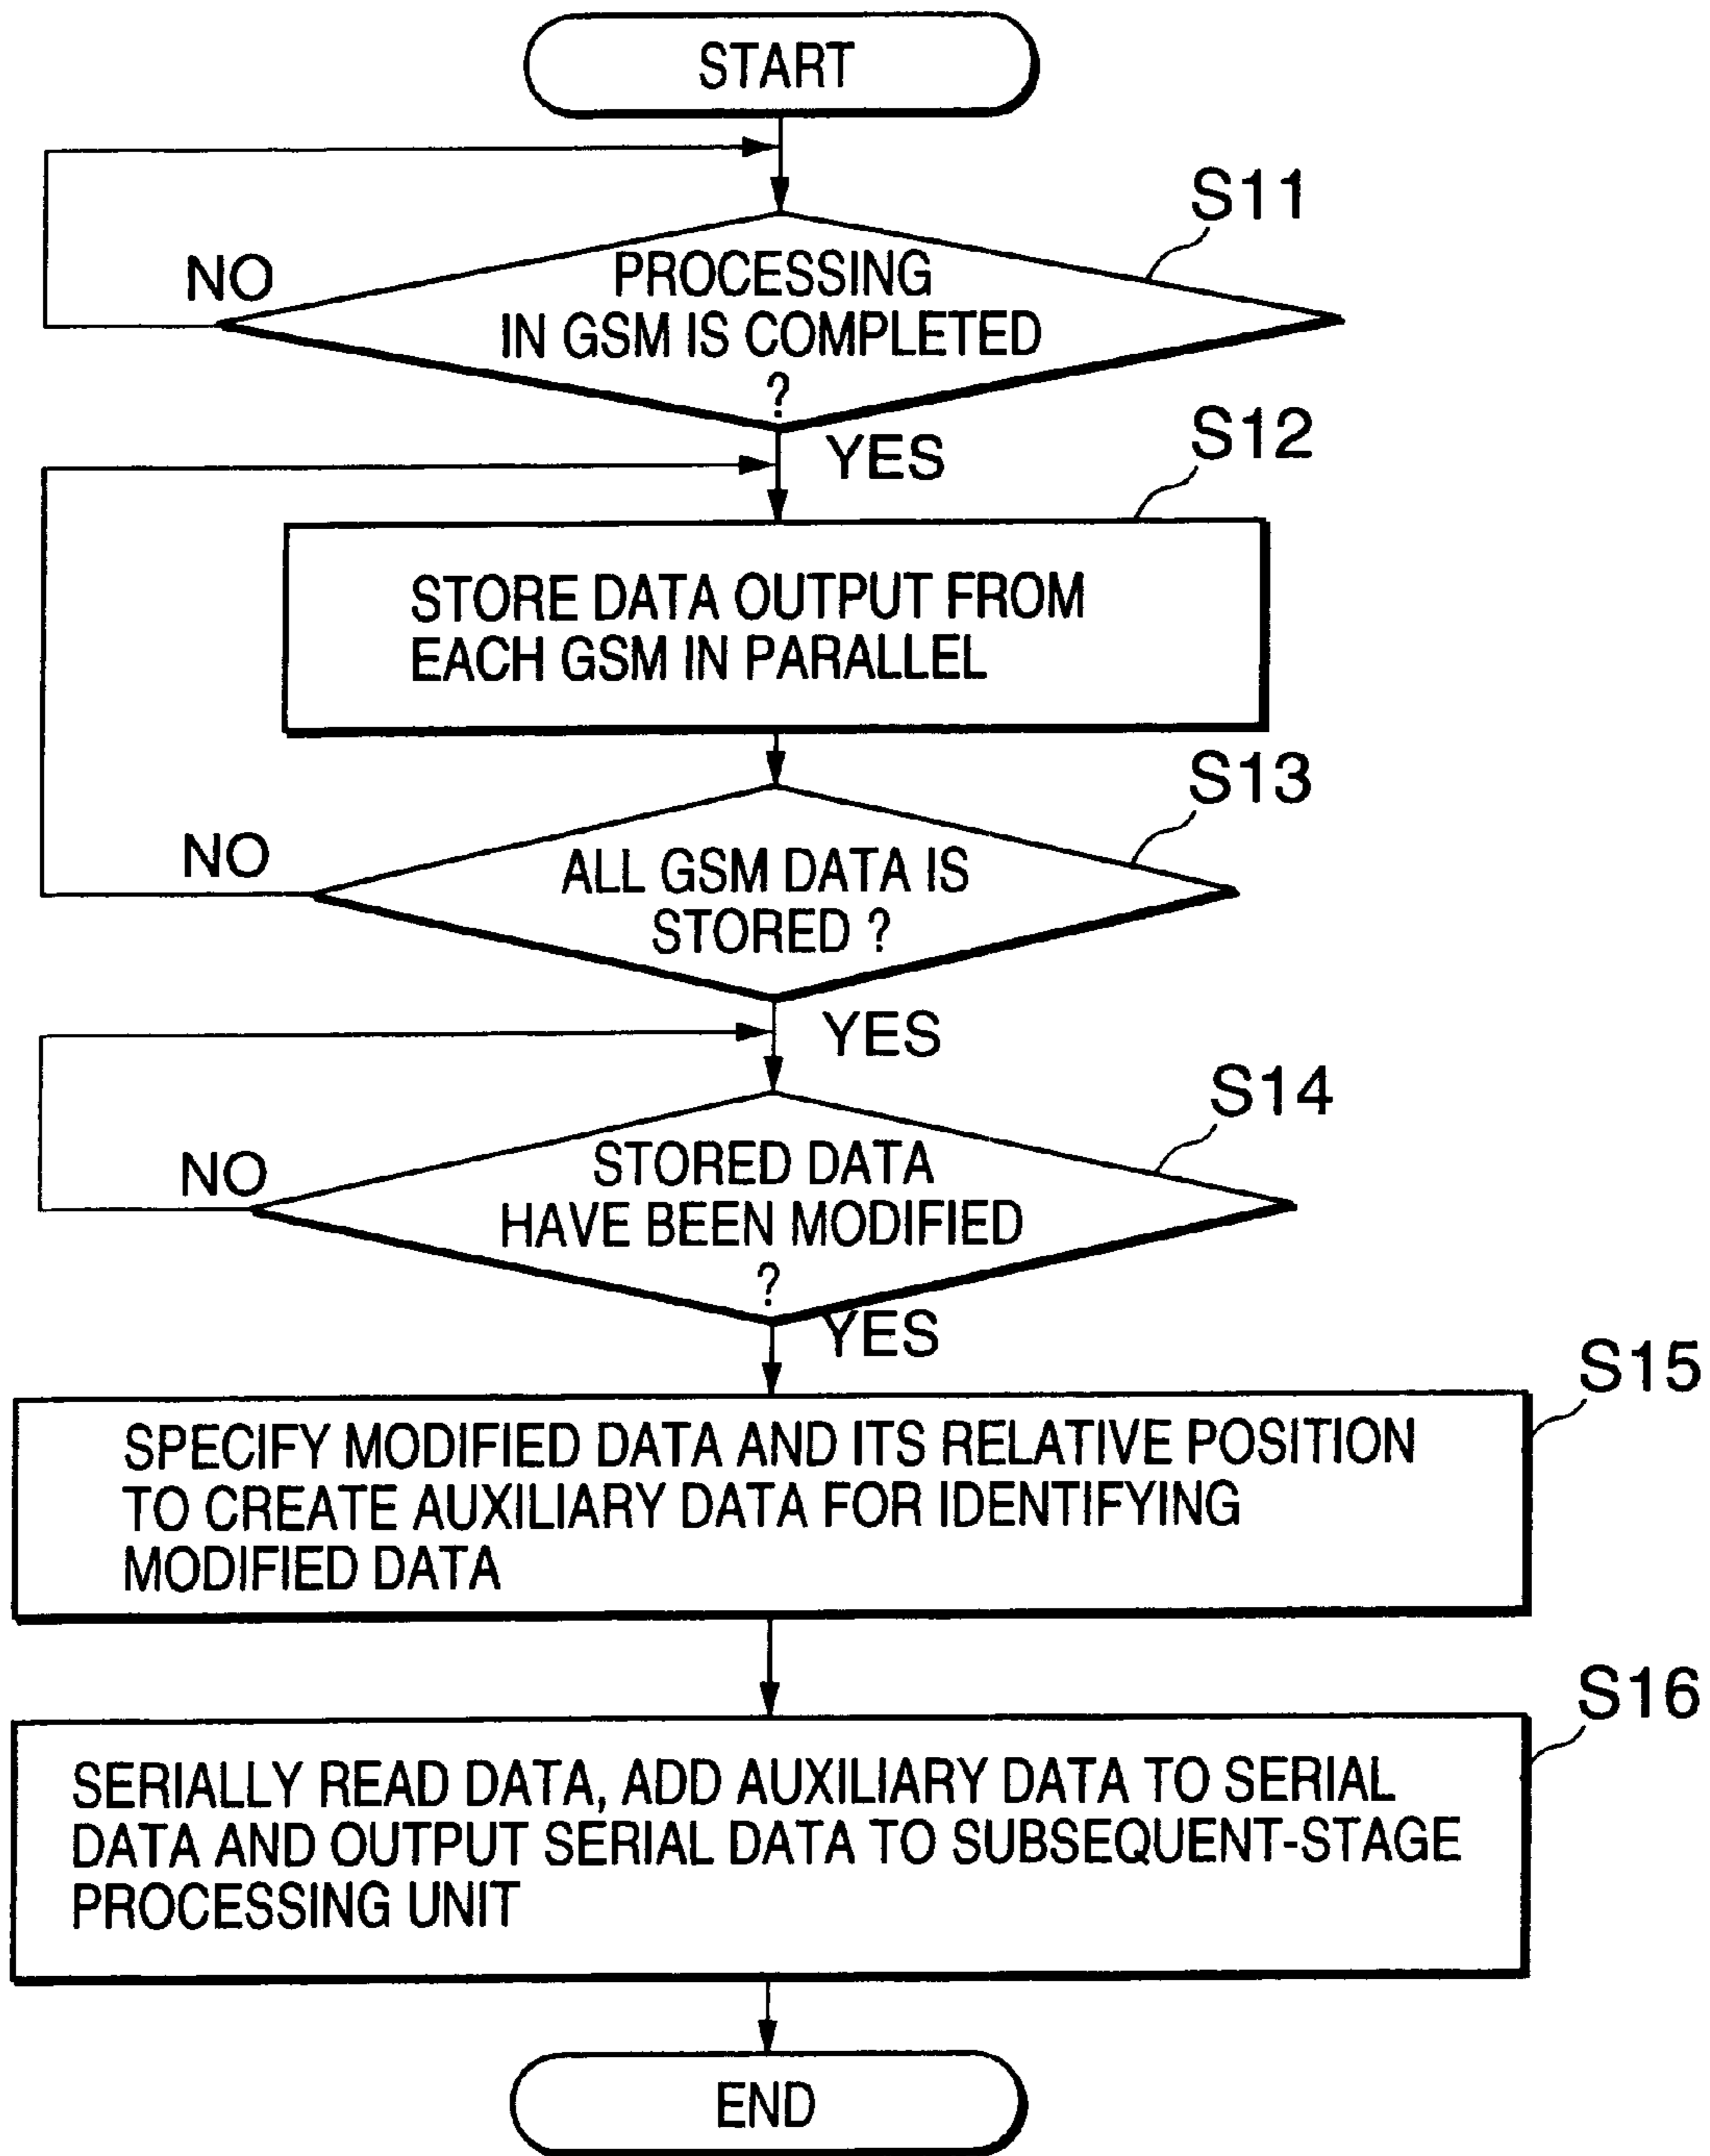 START
S11
NO
PROCESSING
IN GSM IS COMPLETED
?
YES
S12
STORE DATA OUTPUT FROM
EACH GSM IN PARALLEL
S13
NO
ALL GSM DATA IS
STORED ?
YES
S14
NO
STORED DATA
HAVE BEEN MODIFIED
?
YES
S15
SPECIFY MODIFIED DATA AND ITS RELATIVE POSITION
TO CREATE AUXILIARY DATA FOR IDENTIFYING
MODIFIED DATA
S16
SERIALLY READ DATA, ADD AUXILIARY DATA TO SERIAL
DATA AND OUTPUT SERIAL DATA TO SUBSEQUENT-STAGE
PROCESSING UNIT
END